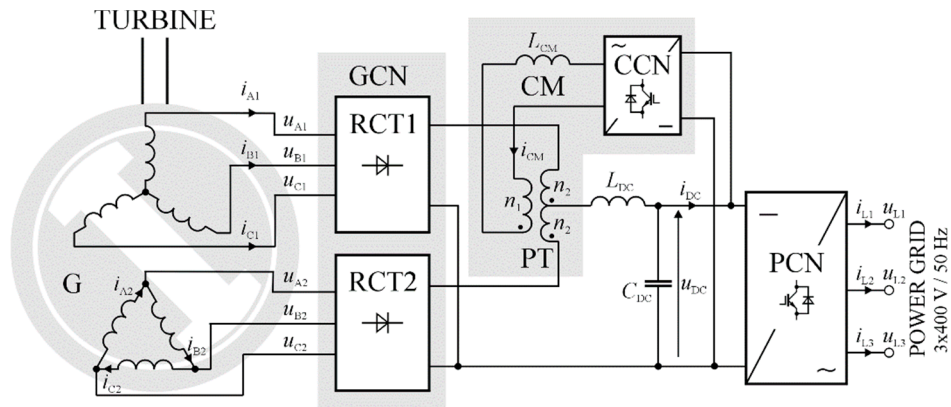 TURBINE
G
i_A1
i_B1
i_C1
i_A2
i_B2
i_C2
u_A1
u_B1
u_C1
u_A2
u_B2
u_C2
GCN
RCT1
RCT2
L_CM
CM
i_CM
n_1
n_2
n_2
PT
~
CCN
L_DC
i_DC
C_DC
u_DC
PCN
~
i_L1 u_L1
i_L2 u_L2
i_L3 u_L3
POWER GRID
3x400 V / 50 Hz